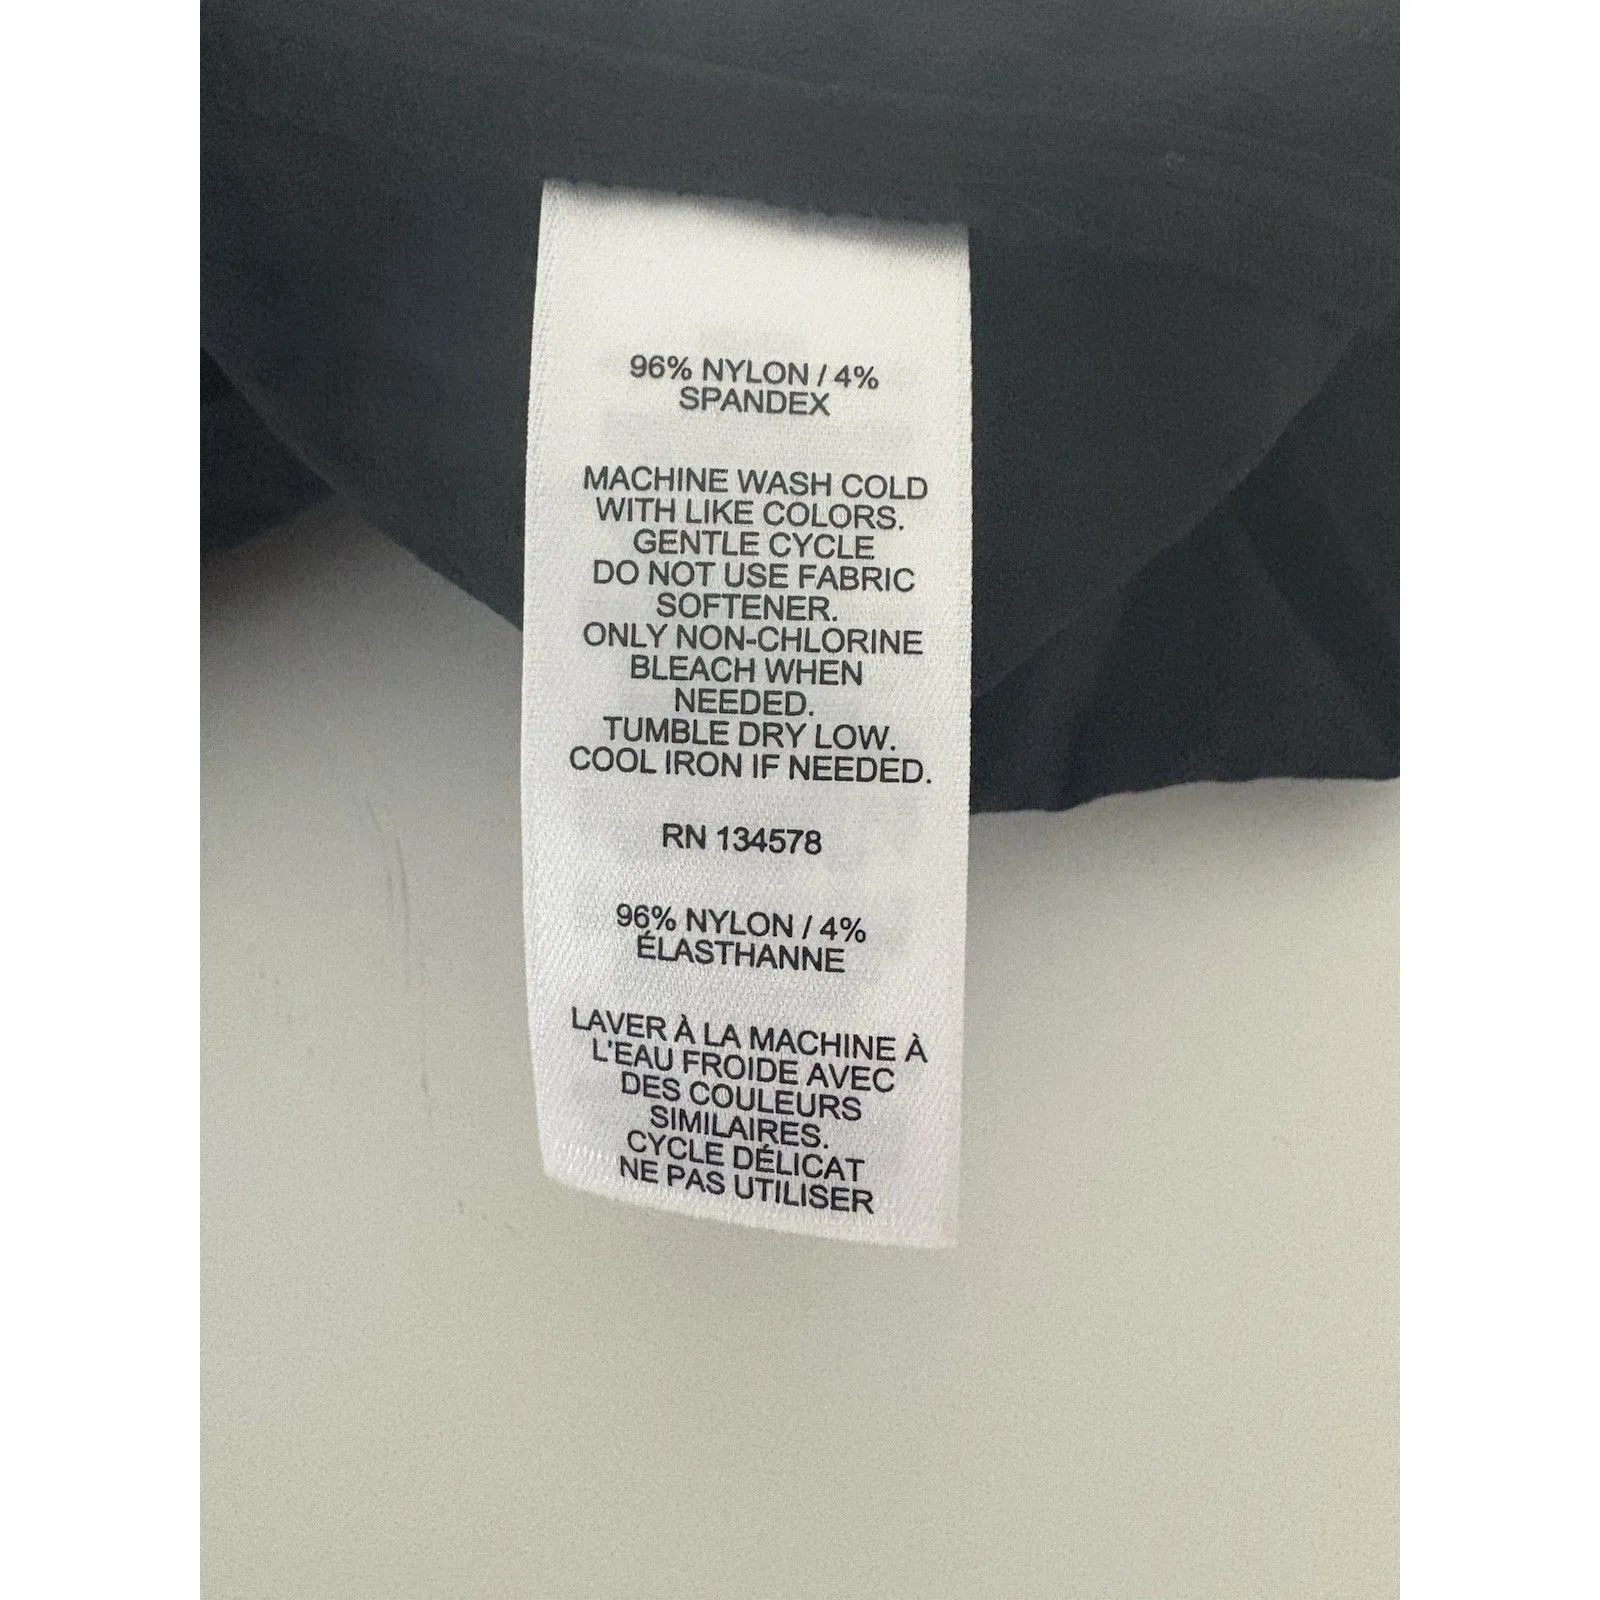 96% NYLON / 4%
SPANDEX
MACHINE WASH COLD
WITH LIKE COLORS.
GENTLE CYCLE
DO NOT USE FABRIC
SOFTENER.
ONLY NON-CHLORINE
BLEACH WHEN
NEEDED.
TUMBLE DRY LOW.
COOL IRON IF NEEDED.
RN 134578
96% NYLON / 4%
ÉLASTHANNE
LAVER À LA MACHINE À
L'EAU FROIDE AVEC
DES COULEURS
SIMILAIRES.
CYCLE DÉLICAT
NE PAS UTILISER